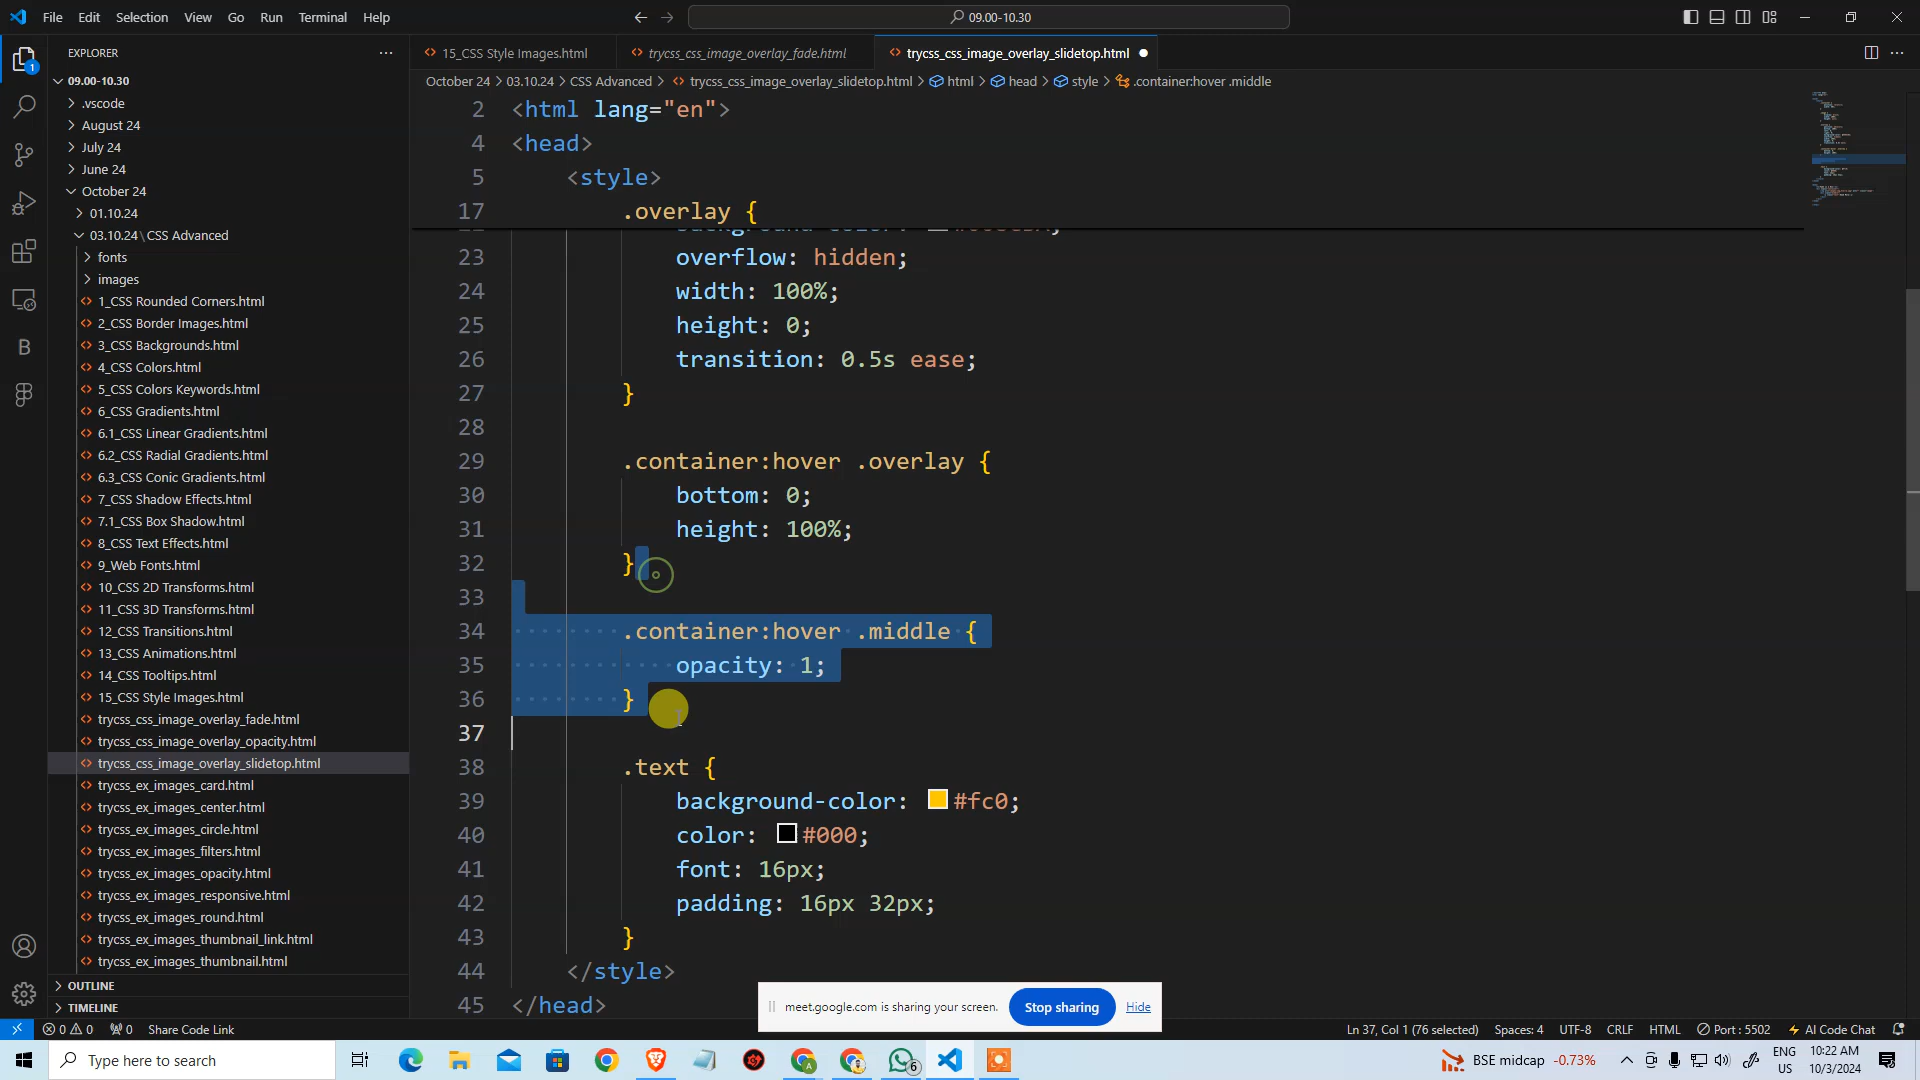 File Edit Selection View Go Run Terminal Help
09.00-10.30
EXPLORER
15_CSS Style Images.html
trycss_css_image_overlay_fade.html
trycss_css_image_overlay_slidetop.html
October 24 > 03.10.24 > CSS Advanced > trycss_css_image_overlay_slidetop.html > html > head > style > .container:hover .middle
09.00-10.30
.vscode
August 24
July 24
June 24
October 24
01.10.24
03.10.24\CSS Advanced
fonts
images
1_CSS Rounded Corners.html
2_CSS Border Images.html
3_CSS Backgrounds.html
4_CSS Colors.html
5_CSS Colors Keywords.html
6_CSS Gradients.html
6.1_CSS Linear Gradients.html
6.2_CSS Radial Gradients.html
6.3_CSS Conic Gradients.html
7_CSS Shadow Effects.html
7.1_CSS Box Shadow.html
8_CSS Text Effects.html
9_Web Fonts.html
10_CSS 2D Transforms.html
11_CSS 3D Transforms.html
12_CSS Transitions.html
13_CSS Animations.html
14_CSS Tooltips.html
15_CSS Style Images.html
trycss_css_image_overlay_fade.html
trycss_css_image_overlay_opacity.html
trycss_css_image_overlay_slidetop.html
trycss_ex_images_card.html
trycss_ex_images_center.html
trycss_ex_images_circle.html
trycss_ex_images_filters.html
trycss_ex_images_opacity.html
trycss_ex_images_responsive.html
trycss_ex_images_round.html
trycss_ex_images_thumbnail_link.html
trycss_ex_images_thumbnail.html
OUTLINE
TIMELINE
2 <html lang="en">
4 <head>
5 <style>
17 .overlay {
23 overflow: hidden;
24 width: 100%;
25 height: 0;
26 transition: 0.5s ease;
27 }
28
29 .container:hover .overlay {
30 bottom: 0;
31 height: 100%;
32 }
33
34 .container:hover .middle {
35 opacity: 1;
36 }
37
38 .text {
39 background-color: #fc0;
40 color: #000;
41 font: 16px;
42 padding: 16px 32px;
43 }
44 </style>
45 </head>
meet.google.com is sharing your screen. Stop sharing Hide
0 0 0 Share Code Link
Ln 37, Col 1 (76 selected) Spaces: 4 UTF-8 CRLF HTML Port : 5502 AI Code Chat
Type here to search
6
BSE midcap -0.73%
ENG US
10:22 AM
10/3/2024